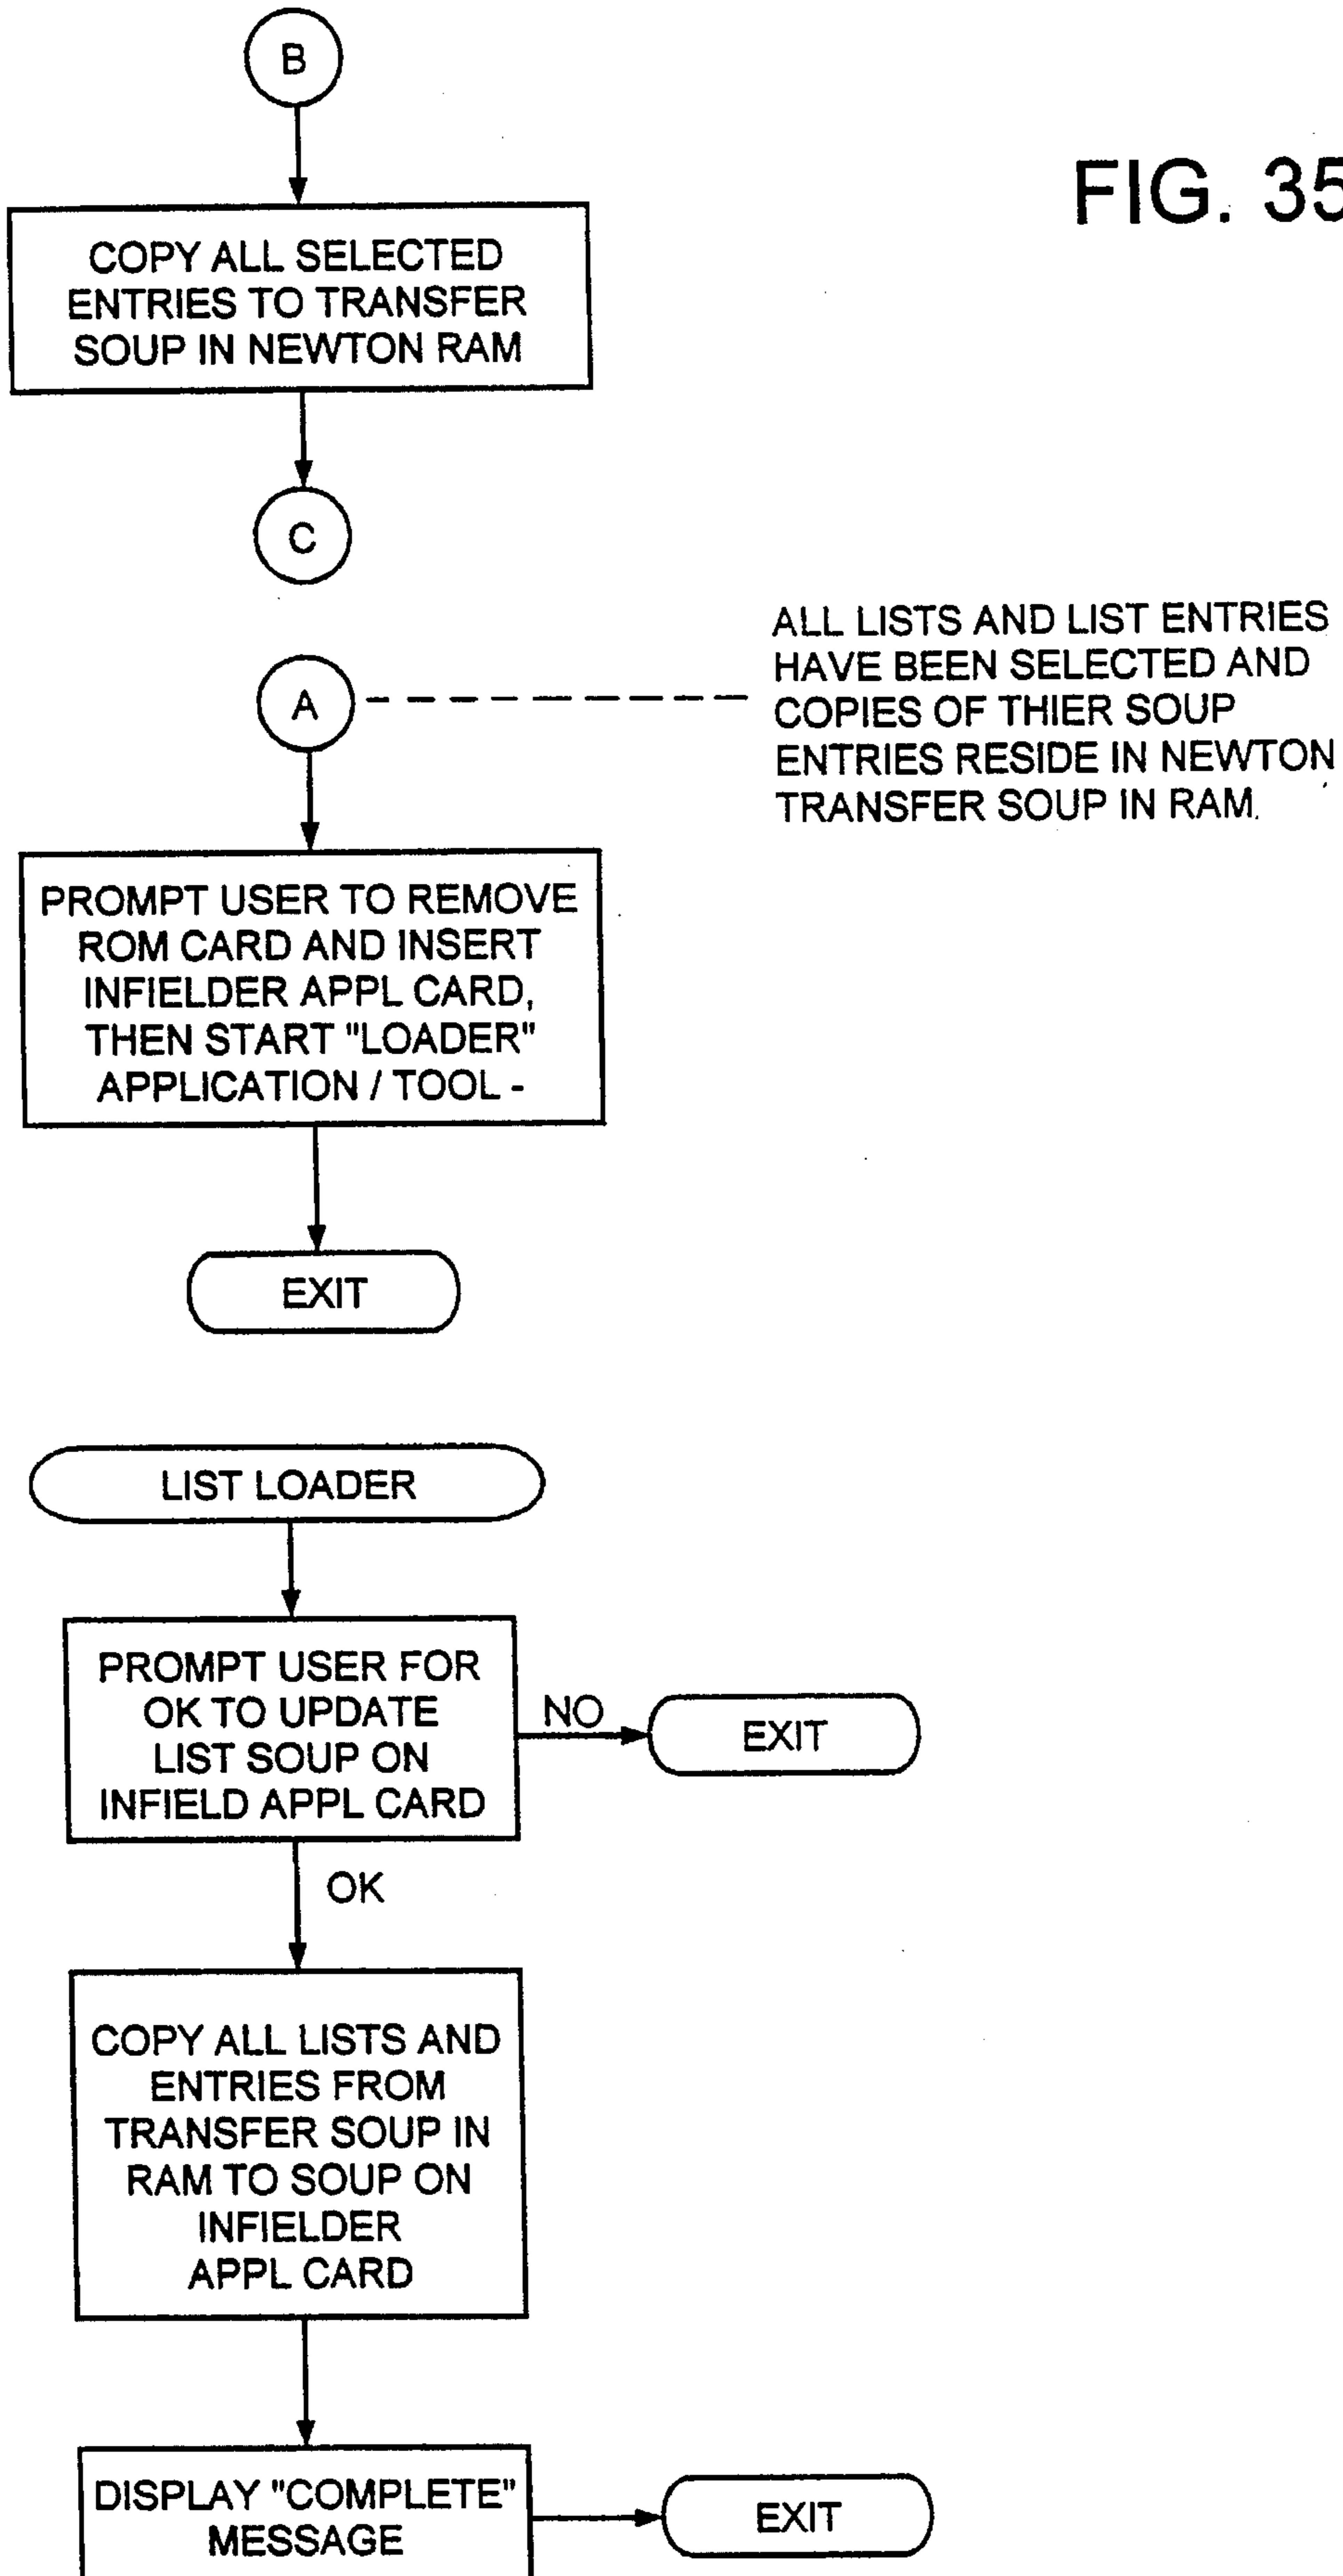 B
FIG. 35
COPY ALL SELECTED
ENTRIES TO TRANSFER
SOUP IN NEWTON RAM
C
A
ALL LISTS AND LIST ENTRIES
HAVE BEEN SELECTED AND
COPIES OF THIER SOUP
ENTRIES RESIDE IN NEWTON
TRANSFER SOUP IN RAM.
PROMPT USER TO REMOVE
ROM CARD AND INSERT
INFIELDER APPL CARD,
THEN START "LOADER"
APPLICATION / TOOL -
EXIT
LIST LOADER
PROMPT USER FOR
OK TO UPDATE
LIST SOUP ON
INFIELD APPL CARD
NO
EXIT
OK
COPY ALL LISTS AND
ENTRIES FROM
TRANSFER SOUP IN
RAM TO SOUP ON
INFIELDER
APPL CARD
DISPLAY "COMPLETE"
MESSAGE
EXIT